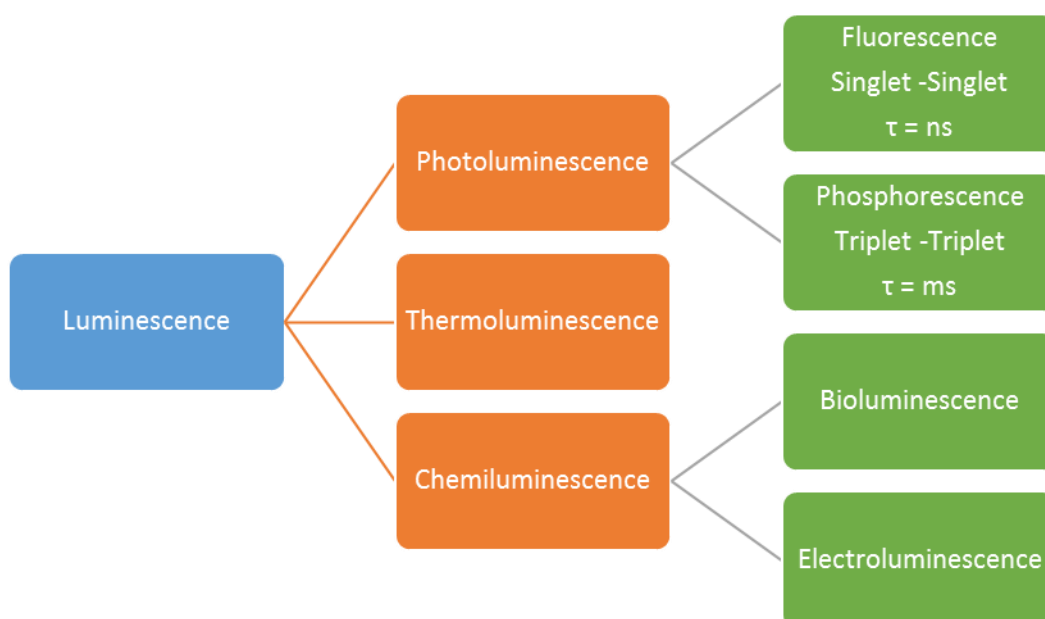 Luminescence
Photoluminescence
Thermoluminescence
Chemiluminescence
Fluorescence
Singlet -Singlet
τ = ns
Phosphorescence
Triplet -Triplet
τ = ms
Bioluminescence
Electroluminescence